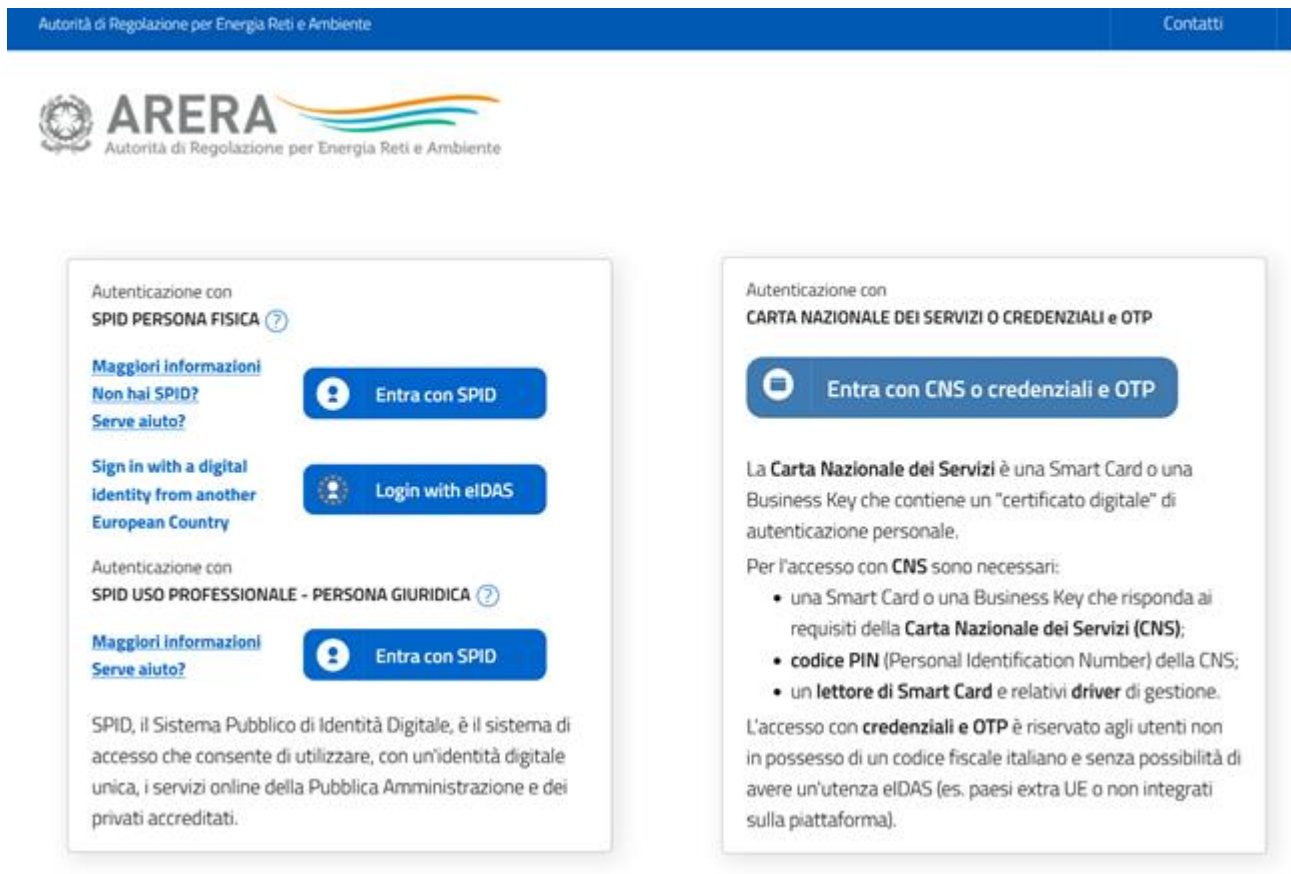 Autorità di Regolazione per Energia Reti e Ambiente
Contatti
ARERA
Autorità di Regolazione per Energia Reti e Ambiente
Autenticazione con
SPID PERSONA FISICA ?
Maggiori informazioni
Non hai SPID?
Serve aiuto?
Entra con SPID
Sign in with a digital
identity from another
European Country
Login with eIDAS
Autenticazione con
SPID USO PROFESSIONALE - PERSONA GIURIDICA ?
Maggiori informazioni
Serve aiuto?
Entra con SPID
SPID, il Sistema Pubblico di Identità Digitale, è il sistema di
accesso che consente di utilizzare, con un'identità digitale
unica, i servizi online della Pubblica Amministrazione e dei
privati accreditati.
Autenticazione con
CARTA NAZIONALE DEI SERVIZI O CREDENZIALI e OTP
Entra con CNS o credenziali e OTP
La Carta Nazionale dei Servizi è una Smart Card o una
Business Key che contiene un "certificato digitale" di
autenticazione personale.
Per l'accesso con CNS sono necessari:
• una Smart Card o una Business Key che risponda ai
requisiti della Carta Nazionale dei Servizi (CNS);
• codice PIN (Personal Identification Number) della CNS;
• un lettore di Smart Card e relativi driver di gestione.
L'accesso con credenziali e OTP è riservato agli utenti non
in possesso di un codice fiscale italiano e senza possibilità di
avere un'utenza eIDAS (es. paesi extra UE o non integrati
sulla piattaforma).